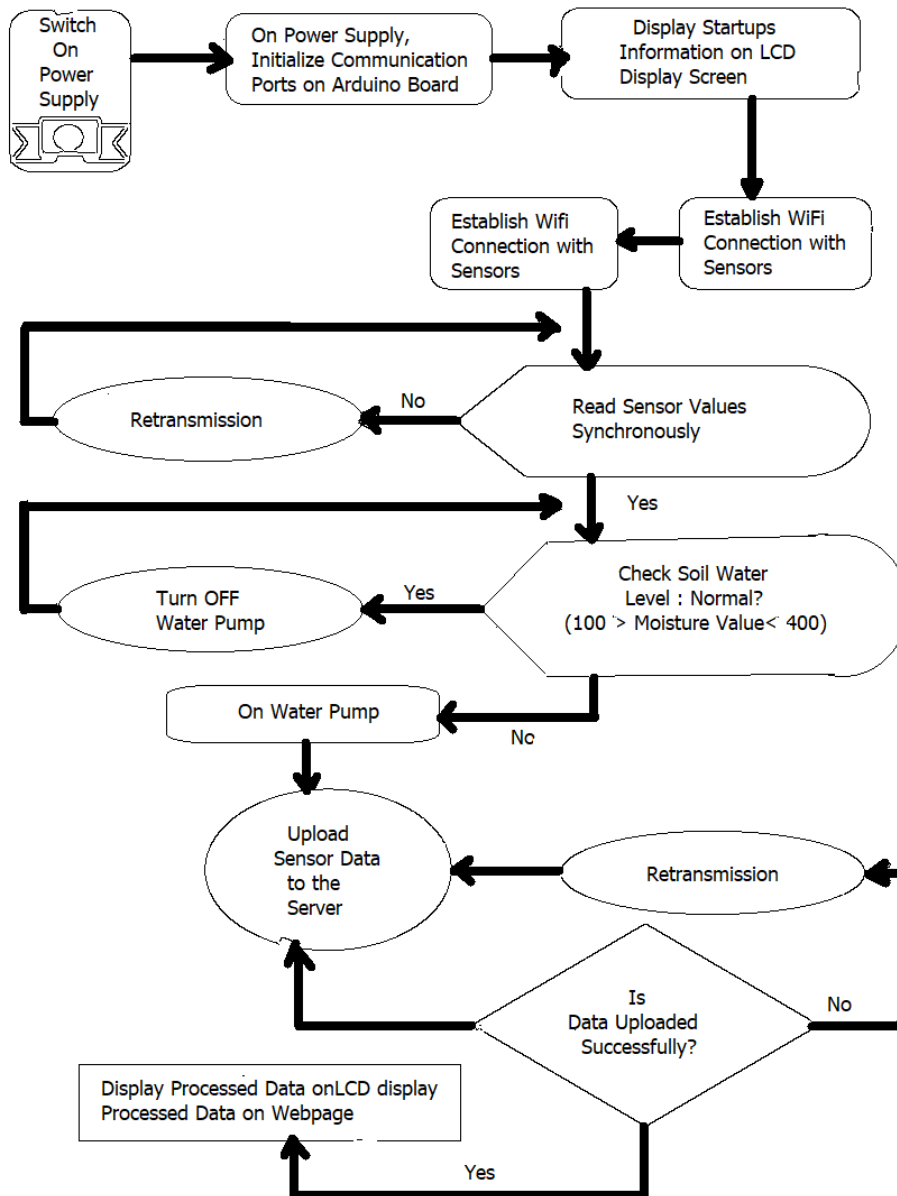 Switch
On
Power
Supply
On Power Supply,
Initialize Communication
Ports on Arduino Board
Display Startups
Information on LCD
Display Screen
Establish WiFi
Connection with
Sensors
Establish Wifi
Connection with
Sensors
Read Sensor Values
Synchronously
No
Retransmission
Yes
Check Soil Water
Level : Normal?
(100 > Moisture Value< 400)
Yes
Turn OFF
Water Pump
No
On Water Pump
Upload
Sensor Data
to the
Server
Retransmission
Is
Data Uploaded
Successfully?
No
Yes
Display Processed Data onLCD display
Processed Data on Webpage